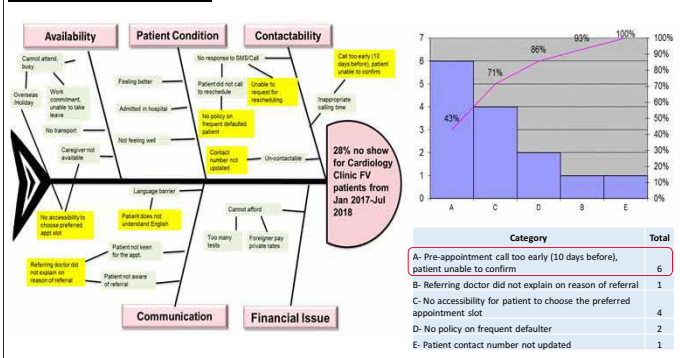 Availability
Patient Condition
Contactability
Cannot attend,
busy
Overseas
/Holiday
Work
commitment,
unable to take
leave
No transport
Caregiver not
available
No accessibility to
choose preferred
appt slot
Feeling better
Admitted in hospital
Not feeling well
No response to SMS/Call
Patient did not call
to reschedule
Unable to
request for
rescheduling
No policy on
frequent defaulted
patient
Contact
number not
updated
Un-contactable
Call too early (10
days before), patient
unable to confirm
Inappropriate
calling time
28% no show
for Cardiology
Clinic FV
patients from
Jan 2017-Jul
2018
Language barrier
Patient does not
understand English
Patient not keen
for the appt.
Referring doctor did
not explain on
reason of referral
Patient not aware
of referral
Cannot afford
Too many
tests
Foreigner pay
private rates
Communication
Financial Issue
7
6
5
4
3
2
1
0
43%
71%
86%
93%
100%
100%
90%
80%
70%
60%
50%
40%
30%
20%
10%
0%
A
C
D
B
E
Category Total
A- Pre-appointment call too early (10 days before),
patient unable to confirm 6
B- Referring doctor did not explain on reason of referral 1
C- No accessibility for patient to choose the preferred
appointment slot 4
D- No policy on frequent defaulter 2
E- Patient contact number not updated 1